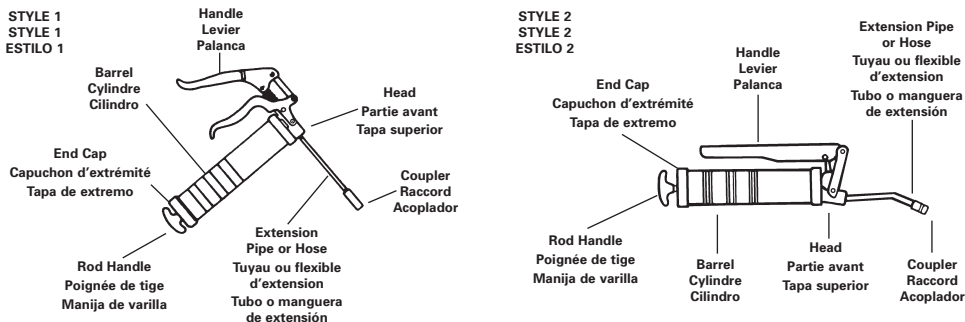 STYLE 1
STYLE 1
ESTILO 1
Handle
Levier
Palanca
Barrel
Cylindre
Cilindro
Head
Partie avant
Tapa superior
End Cap
Capuchon d'extrémité
Tapa de extremo
Coupler
Raccord
Acoplador
Rod Handle
Poignée de tige
Manija de varilla
Extension
Pipe or Hose
Tuyau ou flexible
d'extension
Tubo o manguera
de extensión
STYLE 2
STYLE 2
ESTILO 2
Extension Pipe
or Hose
Tuyau ou flexible
d'extension
Tubo o manguera
de extensión
Handle
Levier
Palanca
End Cap
Capuchon d'extrémité
Tapa de extremo
Rod Handle
Poignée de tige
Manija de varilla
Barrel
Cylindre
Cilindro
Head
Partie avant
Tapa superior
Coupler
Raccord
Acoplador